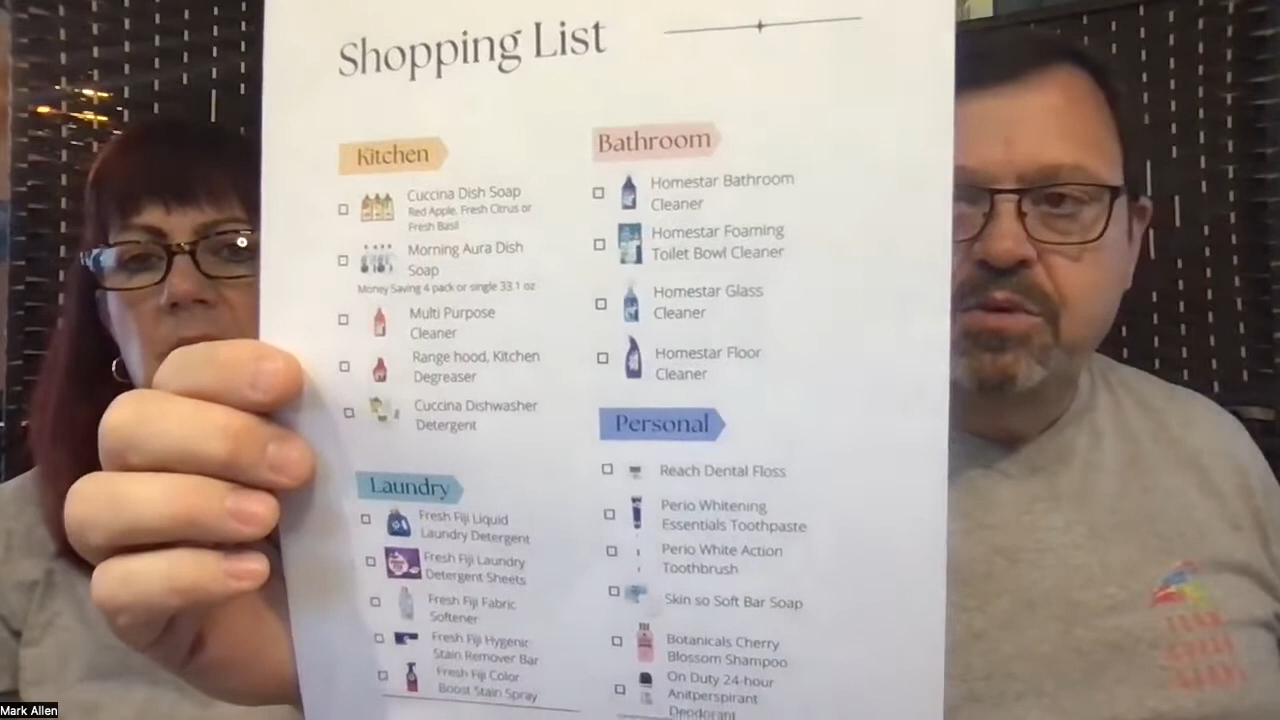 Shopping List
Kitchen
Cuccina Dish Soap
Red Apple, Fresh Citrus or
Fresh Basil
Morning Aura Dish
Soap
Money Saving 4 pack or single 33.1 oz
Multi Purpose
Cleaner
Range hood, Kitchen
Degreaser
Cuccina Dishwasher
Detergent
Laundry
Fresh Fiji Liquid
Laundry Detergent
Fresh Fiji Laundry
Detergent Sheets
Fresh Fiji Fabric
Softener
Fresh Fiji Hygenic
Stain Remover Bar
Fresh Fiji Color
Boost Stain Spray
Bathroom
Homestar Bathroom
Cleaner
Homestar Foaming
Toilet Bowl Cleaner
Homestar Glass
Cleaner
Homestar Floor
Cleaner
Personal
Reach Dental Floss
Perio Whitening
Essentials Toothpaste
Perio White Action
Toothbrush
Skin so Soft Bar Soap
Botanicals Cherry
Blossom Shampoo
On Duty 24-hour
Anitperspirant
Deodorant
Mark Allen